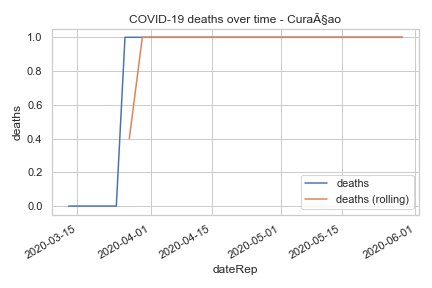 COVID-19 deaths over time - CuraÃ§ao
1.0
0.8
0.6
0.4
0.2
0.0
deaths
deaths
deaths (rolling)
2020-03-15
2020-04-01
2020-04-15
2020-05-01
2020-05-15
2020-06-01
dateRep